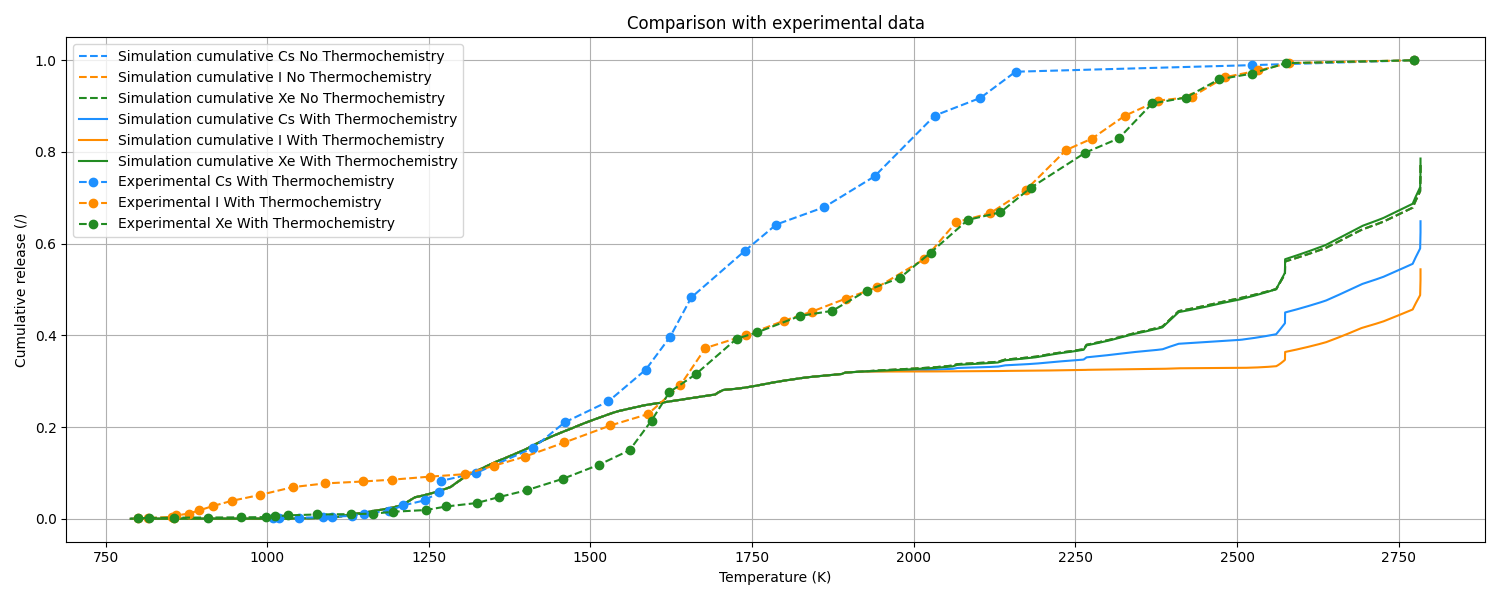 Comparison with experimental data
Simulation cumulative Cs No Thermochemistry
Simulation cumulative I No Thermochemistry
Simulation cumulative Xe No Thermochemistry
Simulation cumulative Cs With Thermochemistry
Simulation cumulative I With Thermochemistry
Simulation cumulative Xe With Thermochemistry
Experimental Cs With Thermochemistry
Experimental I With Thermochemistry
Experimental Xe With Thermochemistry
Cumulative release (/)
1.0
0.8
0.6
0.4
0.2
0.0
750 1000 1250 1500 1750 2000 2250 2500 2750
Temperature (K)